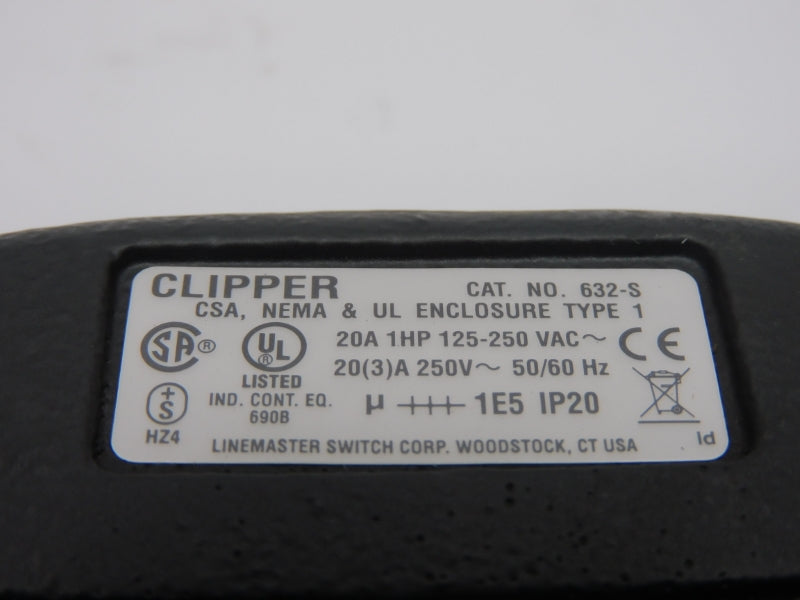 CLIPPER CAT. NO. 632-S
CSA, NEMA & UL ENCLOSURE TYPE 1
SA ® UL ® 20A 1HP 125-250 VAC~ CE
LISTED 20(3)A 250V~ 50/60 Hz
IND. CONT. EQ.
690B
+S µ 1E5 IP20
HZ4
LINEMASTER SWITCH CORP. WOODSTOCK, CT USA Id